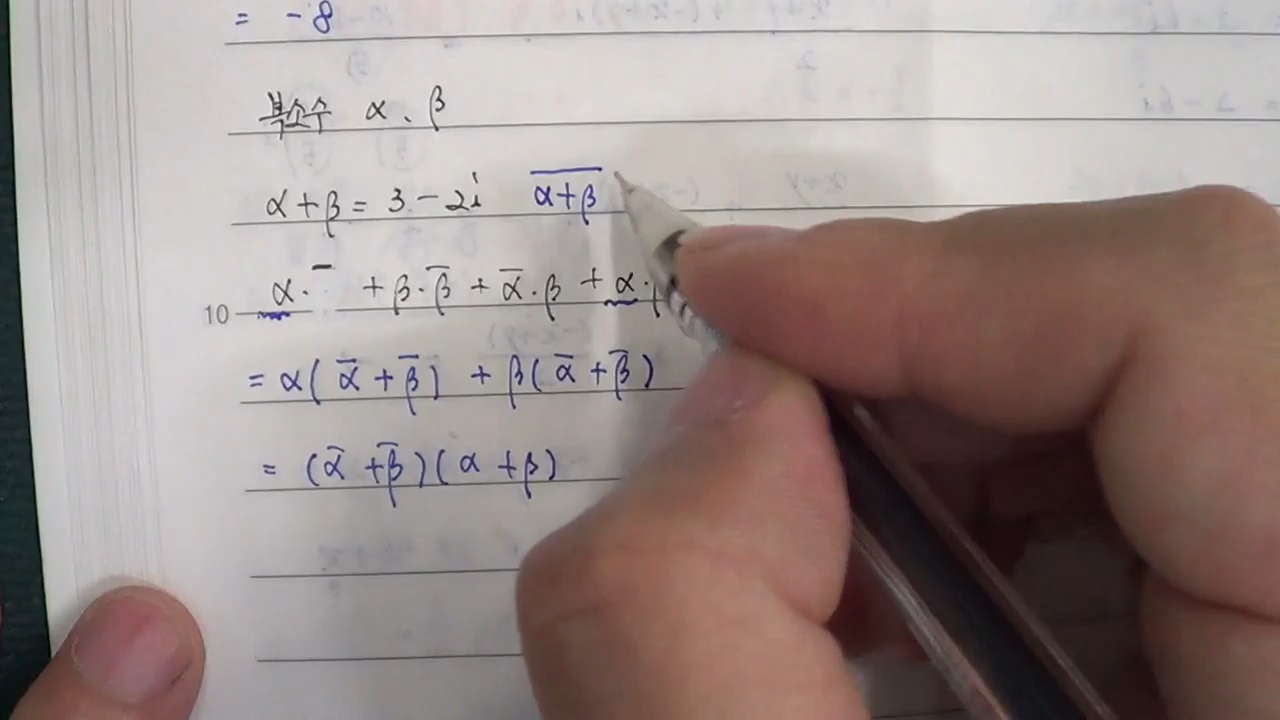 = -8
복소수 α、β
α+β = 3-2i  α̅+̅β̅
α·‾ + β·β̅ + α̅·β + α·
10
= α(α̅+β̅) + β(α̅+β̅)
= (α̅+β̅)(α+β)